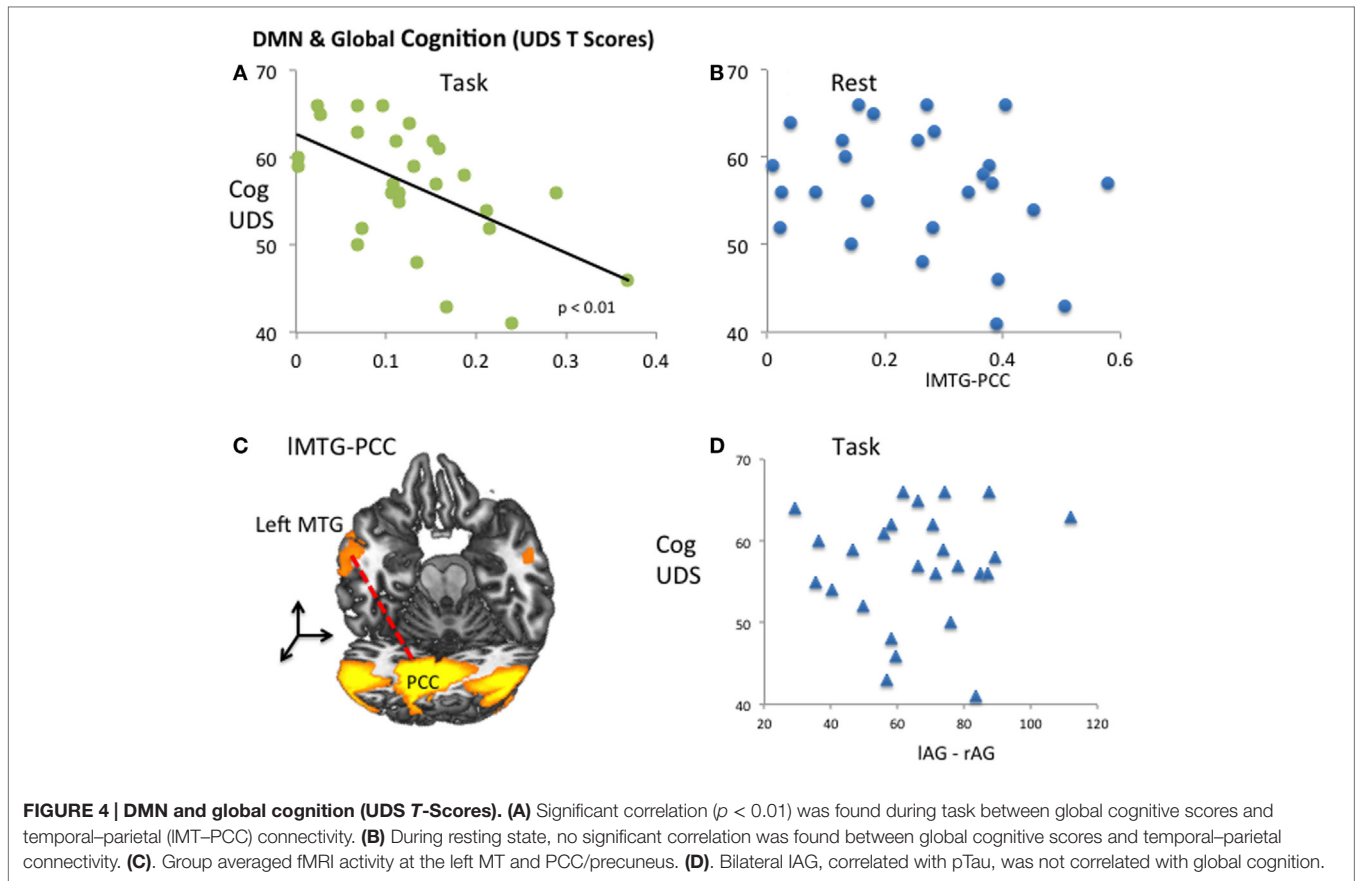 DMN & Global Cognition (UDS T Scores)
A
Task
70
60
Cog
UDS
50
40
p < 0.01
0 0.1 0.2 0.3 0.4
B
Rest
70
60
50
40
0 0.2 0.4 0.6
lMTG-PCC
C
lMTG-PCC
Left MTG
PCC
D
Task
70
60
Cog
UDS
50
40
20 40 60 80 100 120
lAG - rAG
FIGURE 4 | DMN and global cognition (UDS T-Scores). (A) Significant correlation (p < 0.01) was found during task between global cognitive scores and
temporal–parietal (lMT–PCC) connectivity. (B) During resting state, no significant correlation was found between global cognitive scores and temporal–parietal
connectivity. (C). Group averaged fMRI activity at the left MT and PCC/precuneus. (D). Bilateral lAG, correlated with pTau, was not correlated with global cognition.